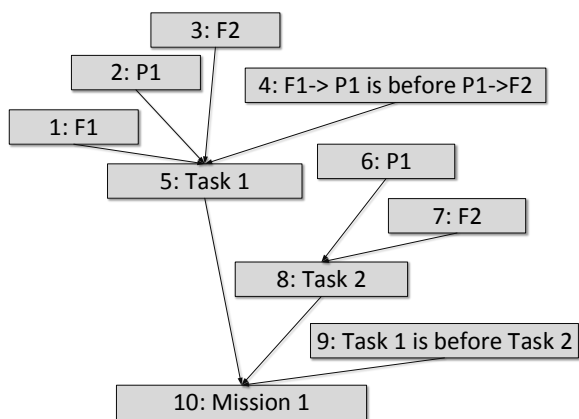 3: F2
2: P1
4: F1-> P1 is before P1->F2
1: F1
6: P1
5: Task 1
7: F2
8: Task 2
9: Task 1 is before Task 2
10: Mission 1